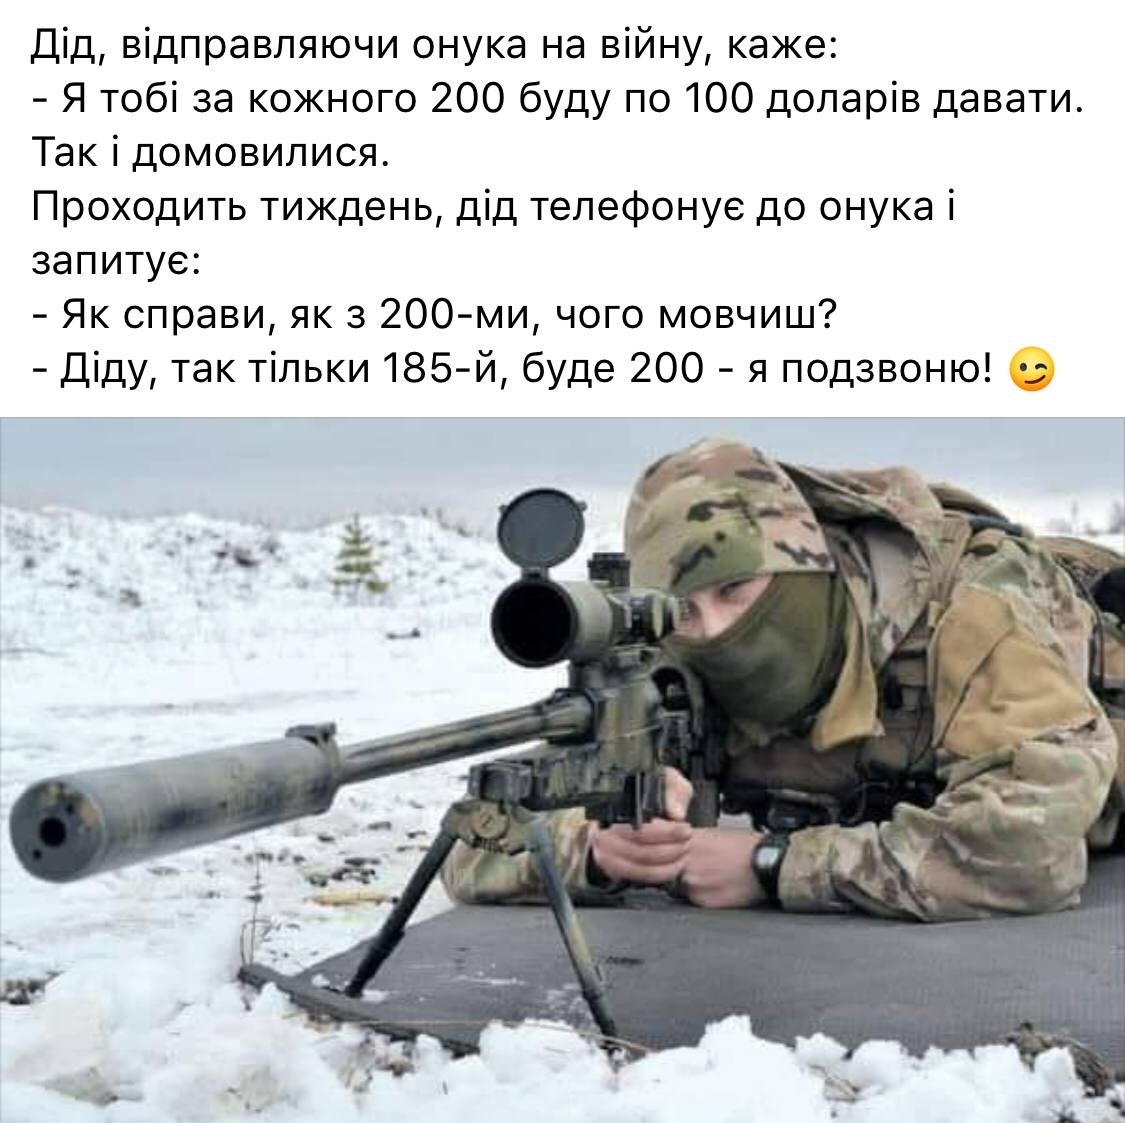 Дід, відправляючи онука на війну, каже:
- Я тобі за кожного 200 буду по 100 доларів давати.
Так і домовилися.
Проходить тиждень, дід телефонує до онука і
запитує:
- Як справи, як з 200-ми, чого мовчиш?
- Діду, так тільки 185-й, буде 200 - я подзвоню! 😉